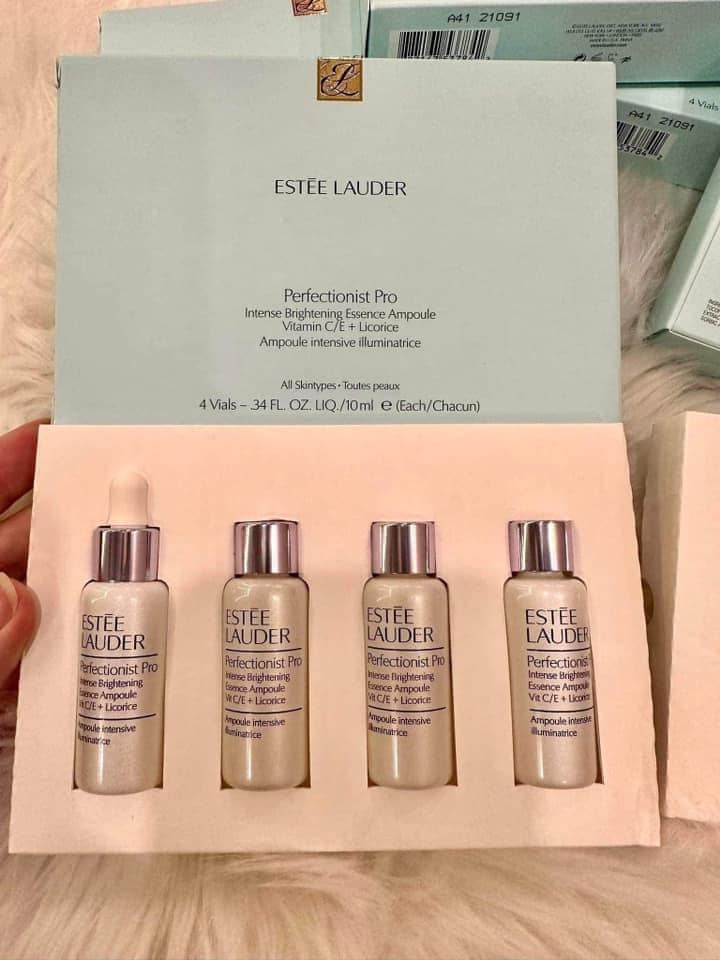 A41 21091
A41 21091
4 Vials
EL
ESTĒE LAUDER
Perfectionist Pro
Intense Brightening Essence Ampoule
Vitamin C/E + Licorice
Ampoule intensive illuminatrice
All Skintypes • Toutes peaux
4 Vials – .34 FL. OZ. LIQ./10 ml e (Each/Chacun)
ESTĒE
LAUDER
Perfectionist Pro
Intense Brightening
Essence Ampoule
Vit C/E + Licorice
Ampoule intensive
illuminatrice
ESTĒE
LAUDER
Perfectionist Pro
Intense Brightening
Essence Ampoule
Vit C/E + Licorice
Ampoule intensive
illuminatrice
ESTĒE
LAUDER
Perfectionist Pro
Intense Brightening
Essence Ampoule
Vit C/E + Licorice
Ampoule intensive
illuminatrice
ESTĒE
LAUDER
Perfectionist
Intense Brightening
Essence Ampoule
Vit C/E + Licorice
Ampoule intensive
illuminatrice